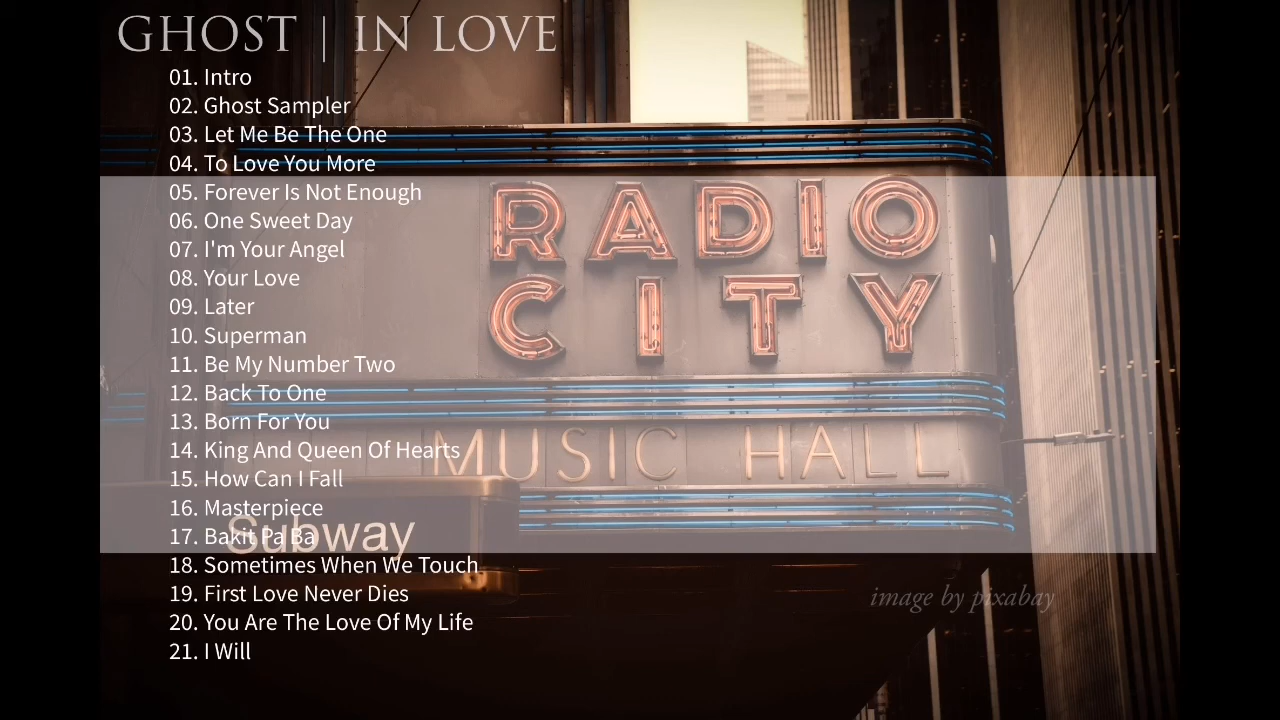 GHOST | IN LOVE
01. Intro
02. Ghost Sampler
03. Let Me Be The One
04. To Love You More
05. Forever Is Not Enough
06. One Sweet Day
07. I'm Your Angel
08. Your Love
09. Later
10. Superman
11. Be My Number Two
12. Back To One
13. Born For You
14. King And Queen Of Hearts
15. How Can I Fall
16. Masterpiece
17. Bakit Pa Ba
18. Sometimes When We Touch
19. First Love Never Dies
20. You Are The Love Of My Life
21. I Will
RADIO
CITY
MUSIC HALL
Subway
image by pixabay